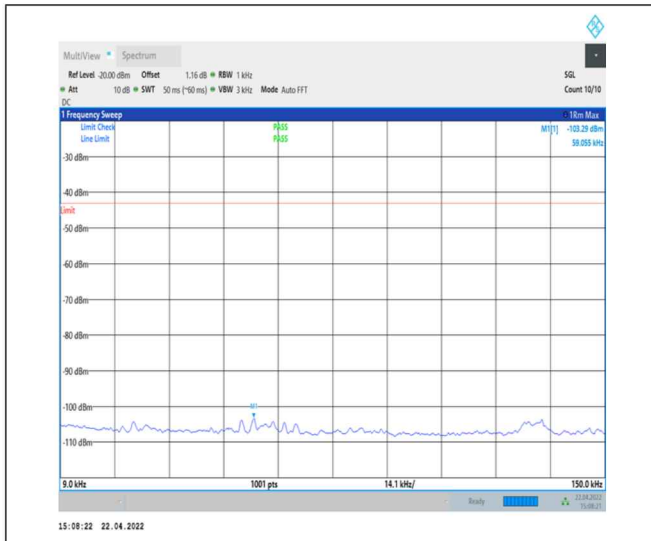 MultiView Spectrum
Ref Level -20.00 dBm Offset 1.16 dB RBW 1 kHz SGL
Att 10 dB SWT 50 ms (~60 ms) VBW 3 kHz Mode Auto FFT Count 10/10
DC
1 Frequency Sweep 1Rm Max
Limit Check PASS M1[1] -103.29 dBm
Line Limit PASS 59.055 kHz
-30 dBm
-40 dBm
Limit
-50 dBm
-60 dBm
-70 dBm
-80 dBm
-90 dBm
-100 dBm
M1
-110 dBm
9.0 kHz 1001 pts 14.1 kHz/ 150.0 kHz
Ready 22.04.2022
15:08:21
15:08:22 22.04.2022